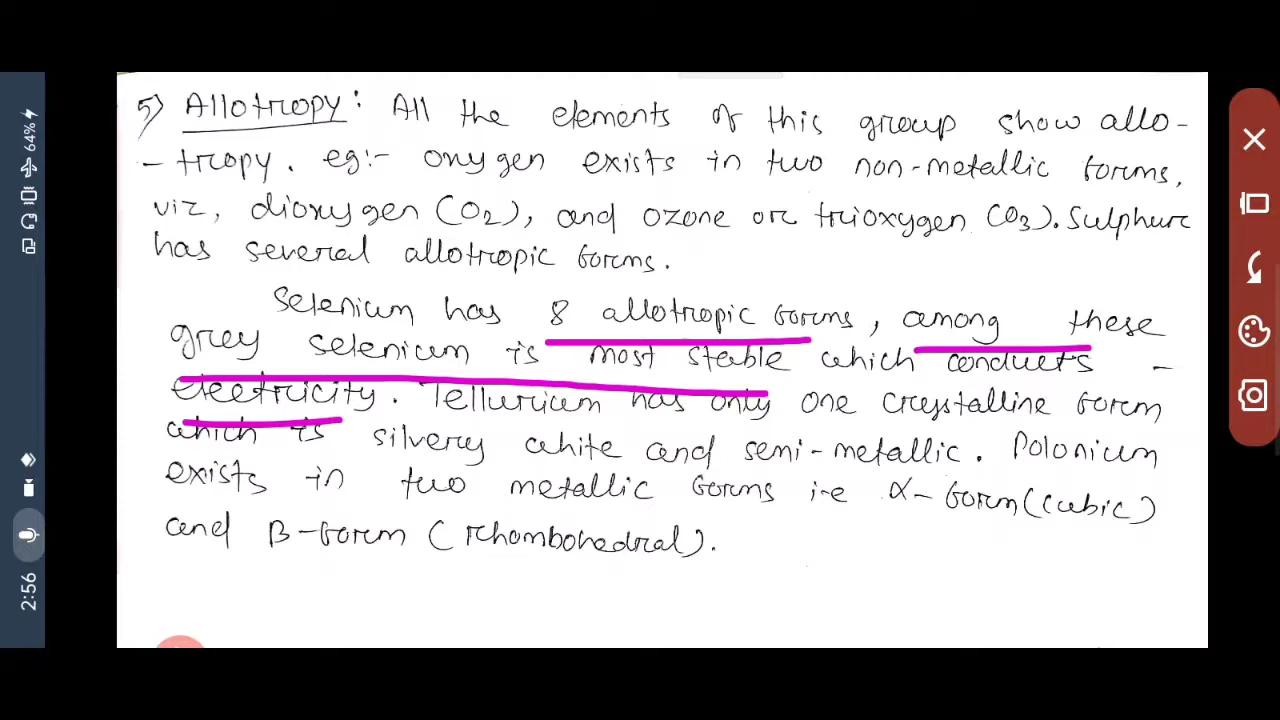 5) Allotropy: All the elements of this group show allo-
- tropy. eg:- oxygen exists in two non-metallic forms,
viz, dioxygen (O2), and ozone or trioxygen (O3). Sulphur
has several allotropic forms.
Selenium has 8 allotropic forms, among these
grey selenium is most stable which conducts -
electricity. Tellurium has only one crystalline form
which is silvery white and semi-metallic. Polonium
exists in two metallic forms i-e α-form (cubic)
and β-form (rhombohedral).
64%
2:56